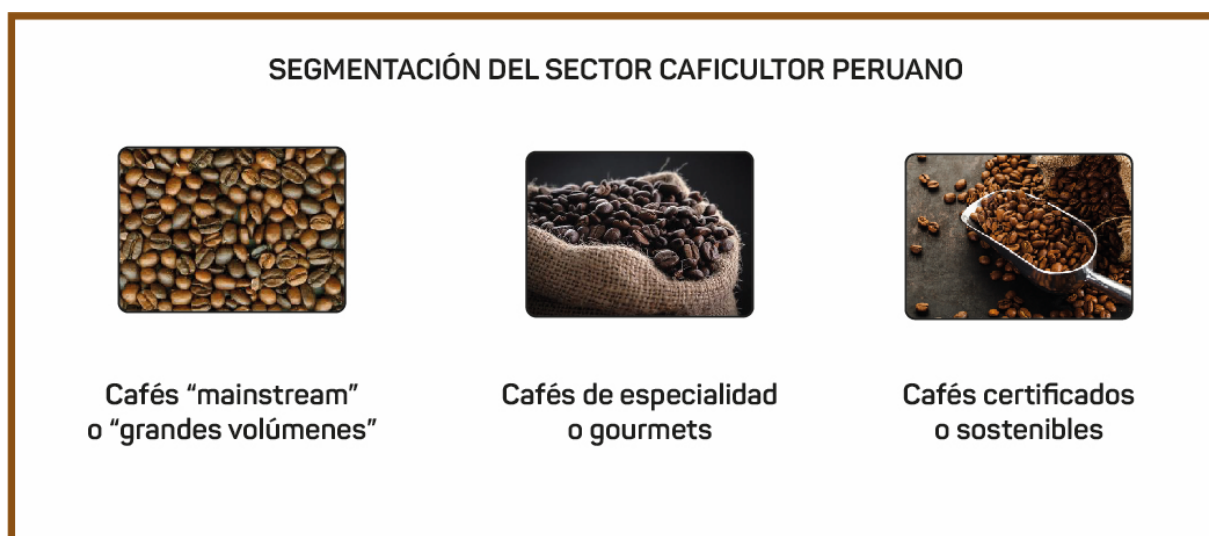 SEGMENTACIÓN DEL SECTOR CAFICULTOR PERUANO
Cafés “mainstream”
o “grandes volúmenes”
Cafés de especialidad
o gourmets
Cafés certificados
o sostenibles